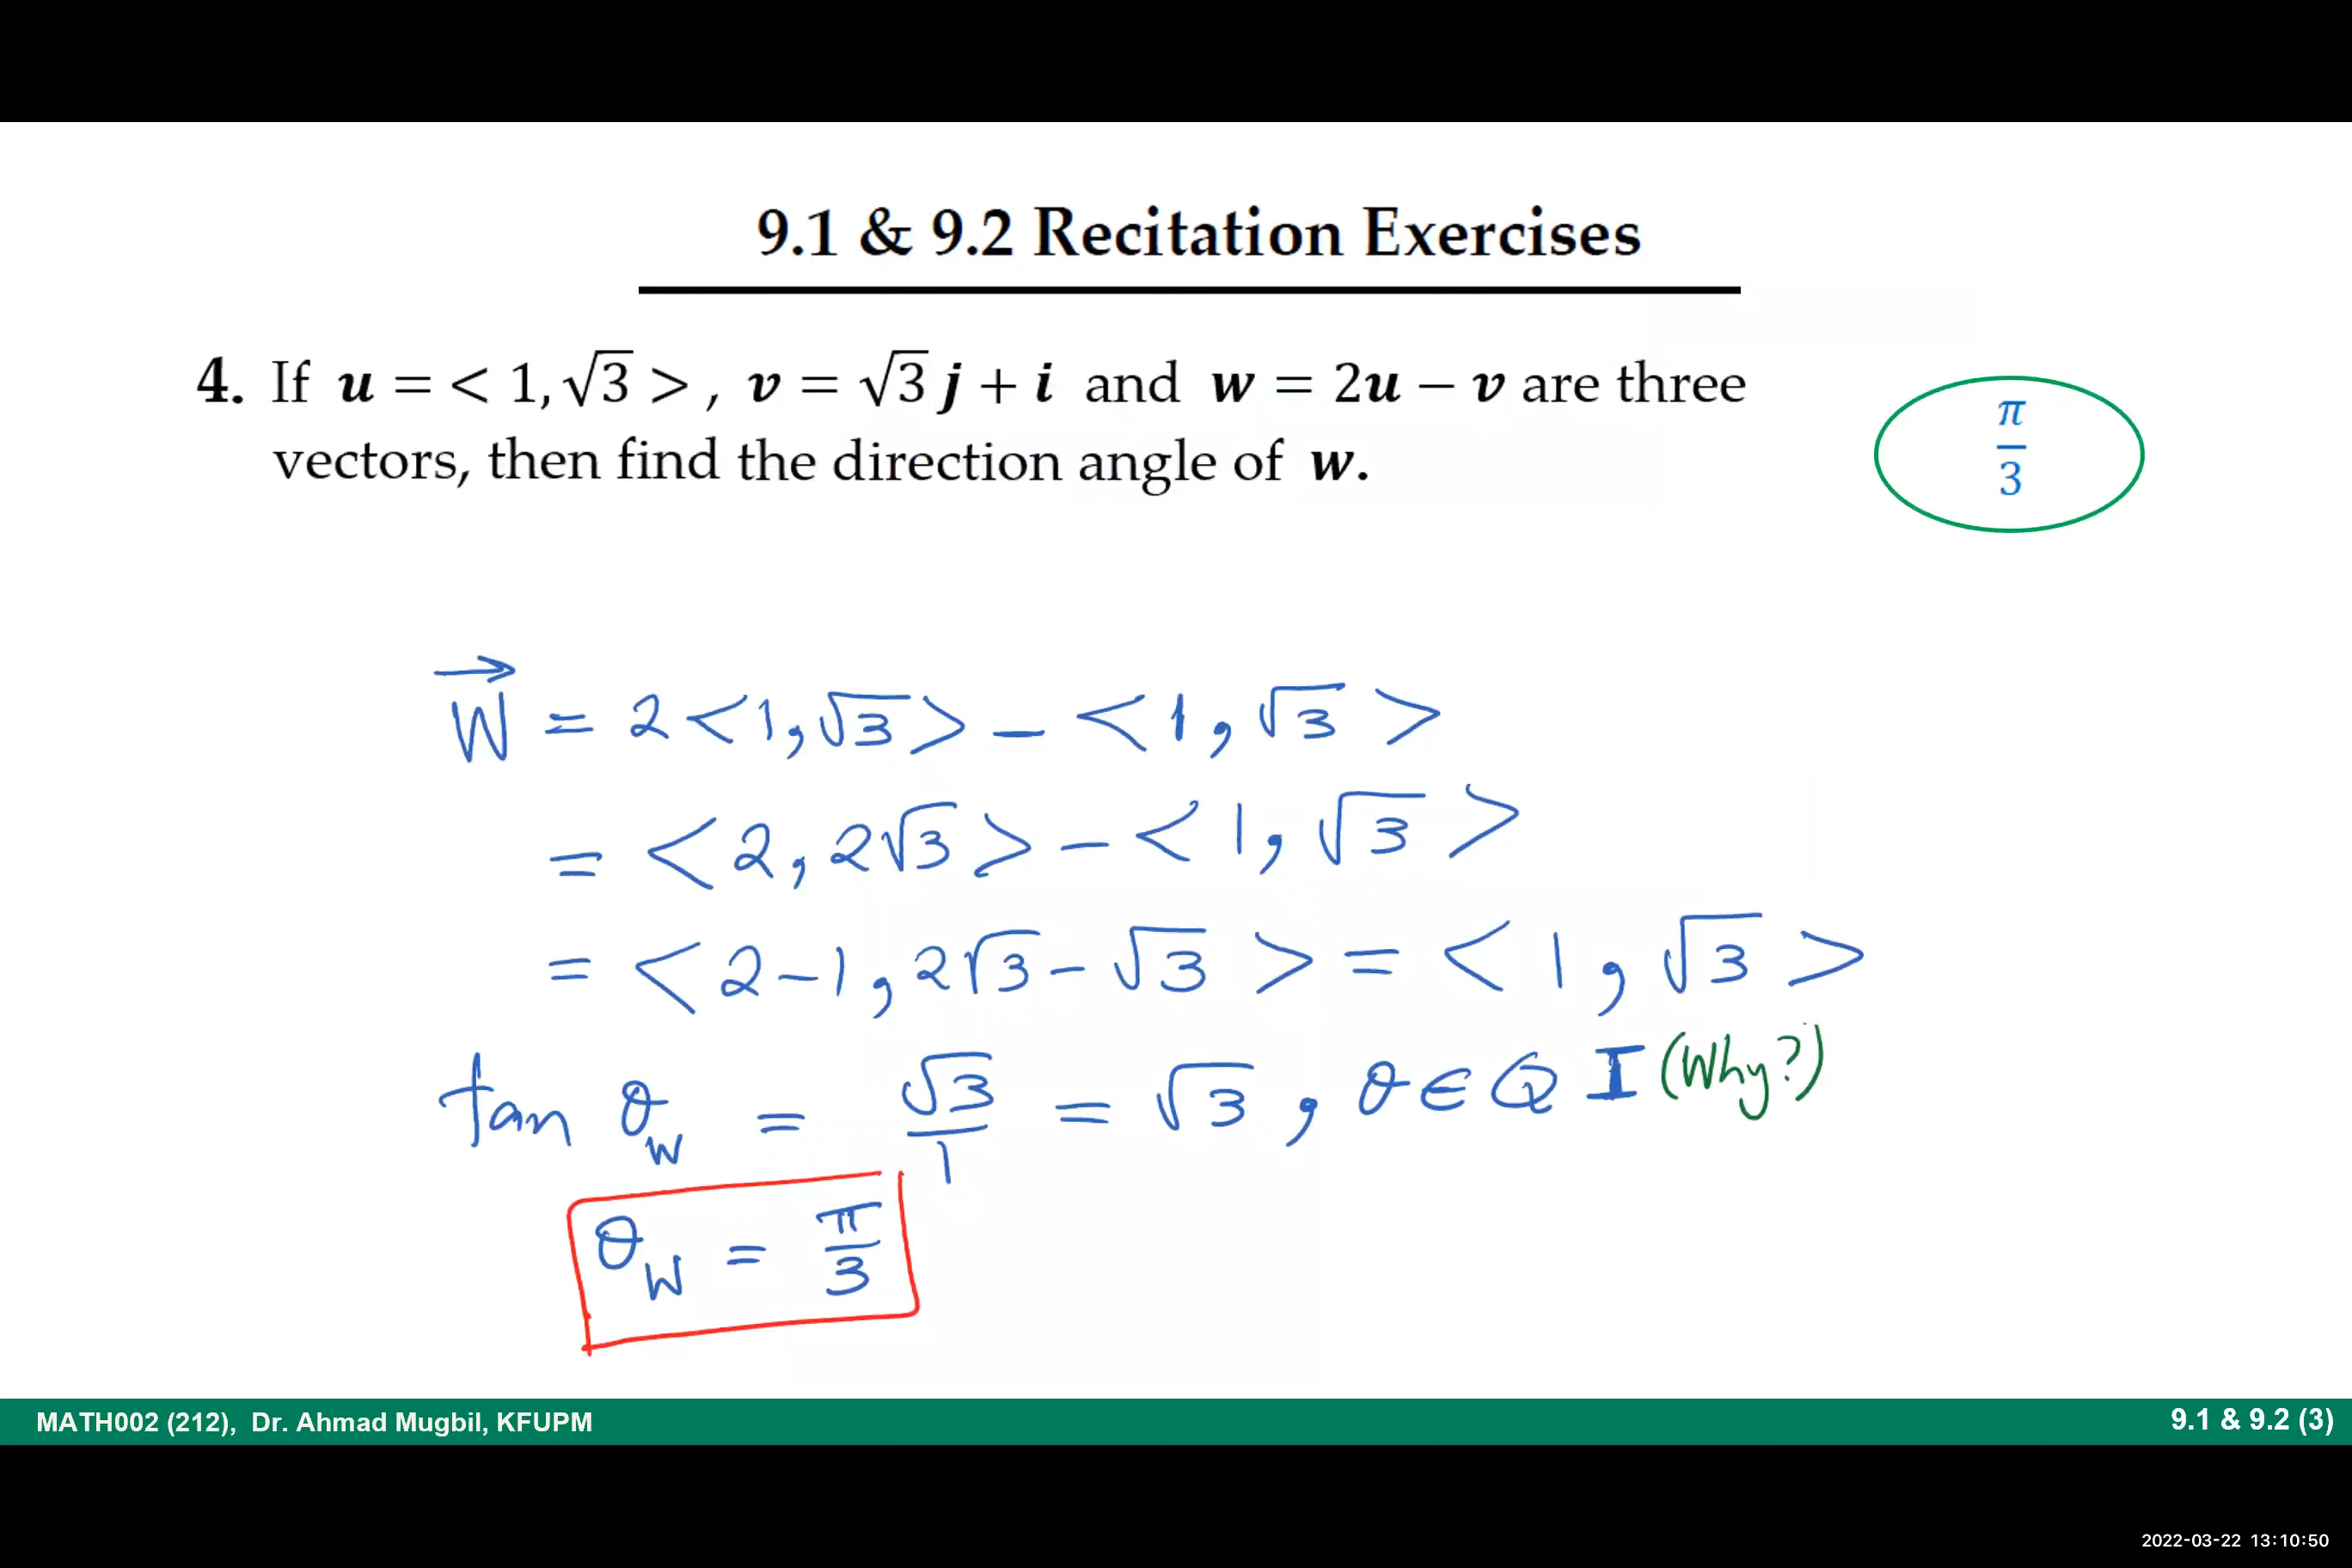 9.1 & 9.2 Recitation Exercises
4. If u = < 1, √3 > , v = √3 j + i and w = 2u − v are three
vectors, then find the direction angle of w.
π/3
W⃗ = 2 <1, √3> − <1, √3>
= <2, 2√3> − <1, √3>
= <2−1, 2√3 − √3> = <1, √3>
tan θ_W = √3/1 = √3, θ ∈ Q I (Why?)
θ_W = π/3
MATH002 (212), Dr. Ahmad Mugbil, KFUPM
9.1 & 9.2 (3)
2022-03-22 13:10:50